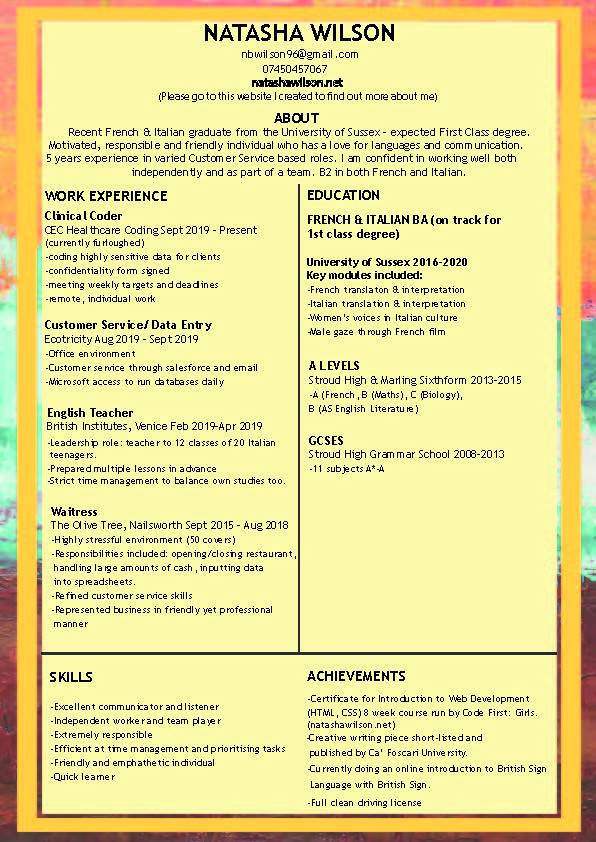 NATASHA WILSON
nbwilson96@gmail.com
07450457067
natashawilson.net
(Please go to this website I created to find out more about me)
ABOUT
Recent French & Italian graduate from the University of Sussex - expected First Class degree.
Motivated, responsible and friendly individual who has a love for languages and communication.
5 years experience in varied Customer Service based roles. I am confident in working well both
independently and as part of a team. B2 in both French and Italian.
WORK EXPERIENCE
Clinical Coder
CEC Healthcare Coding Sept 2019 - Present
(currently furloughed)
-coding highly sensitive data for clients
-confidentiality form signed
-meeting weekly targets and deadlines
-remote, individual work
Customer Service/ Data Entry
Ecotricity Aug 2019 - Sept 2019
-Office environment
-Customer service through salesforce and email
-Microsoft access to run databases daily
English Teacher
British Institutes, Venice Feb 2019-Apr 2019
-Leadership role: teacher to 12 classes of 20 Italian
teenagers.
-Prepared multiple lessons in advance
-Strict time management to balance own studies too.
Waitress
The Olive Tree, Nailsworth Sept 2015 - Aug 2018
-Highly stressful environment (50 covers)
-Responsibilities included: opening/closing restaurant,
handling large amounts of cash, inputting data
into spreadsheets.
-Refined customer service skills
-Represented business in friendly yet professional
manner
EDUCATION
FRENCH & ITALIAN BA (on track for
1st class degree)
University of Sussex 2016-2020
Key modules included:
-French translaton & interpretation
-Italian translation & interpretation
-Women's voices in Italian culture
-Male gaze through French film
A LEVELS
Stroud High & Marling Sixthform 2013-2015
-A (French, B (Maths), C (Biology),
B (AS English Literature)
GCSES
Stroud High Grammar School 2008-2013
-11 subjects A*-A
SKILLS
-Excellent communicator and listener
-Independent worker and team player
-Extremely responsible
-Efficient at time management and prioritising tasks
-Friendly and emphathetic individual
-Quick learner
ACHIEVEMENTS
-Certificate for Introduction to Web Development
(HTML, CSS) 8 week course run by Code First: Girls.
(natashawilson.net)
-Creative writing piece short-listed and
published by Ca' Foscari University.
-Currently doing an online introduction to British Sign
Language with British Sign.
-Full clean driving license